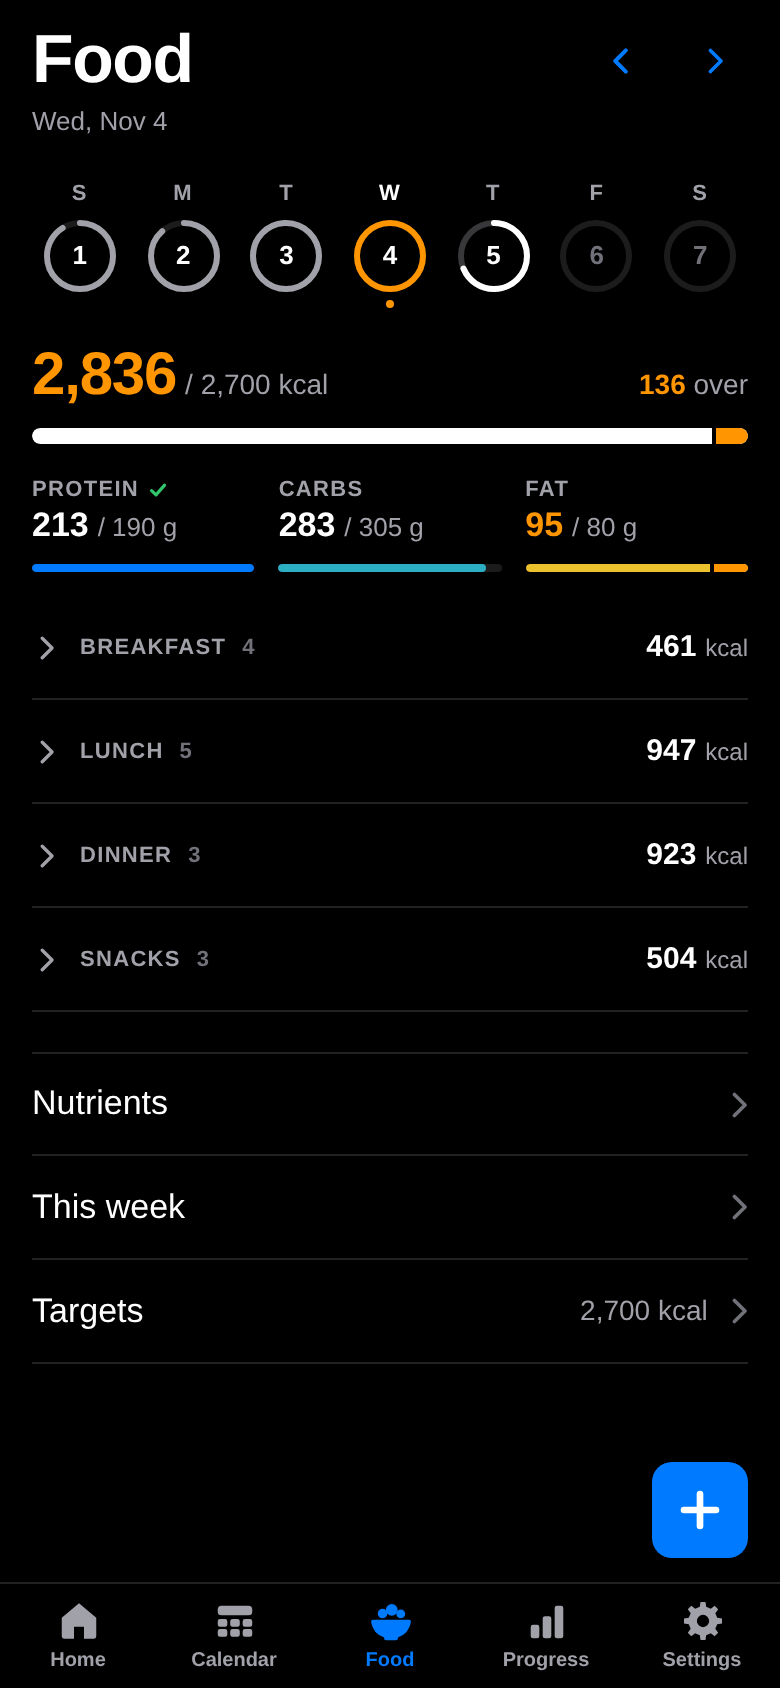 Food
Wed, Nov 4
S M T W T F S
1 2 3 4 5 6 7
2,836 / 2,700 kcal 136 over
PROTEIN CARBS FAT
213 / 190 g 283 / 305 g 95 / 80 g
BREAKFAST 4 461 kcal
LUNCH 5 947 kcal
DINNER 3 923 kcal
SNACKS 3 504 kcal
Nutrients
This week
Targets 2,700 kcal
Home Calendar Food Progress Settings